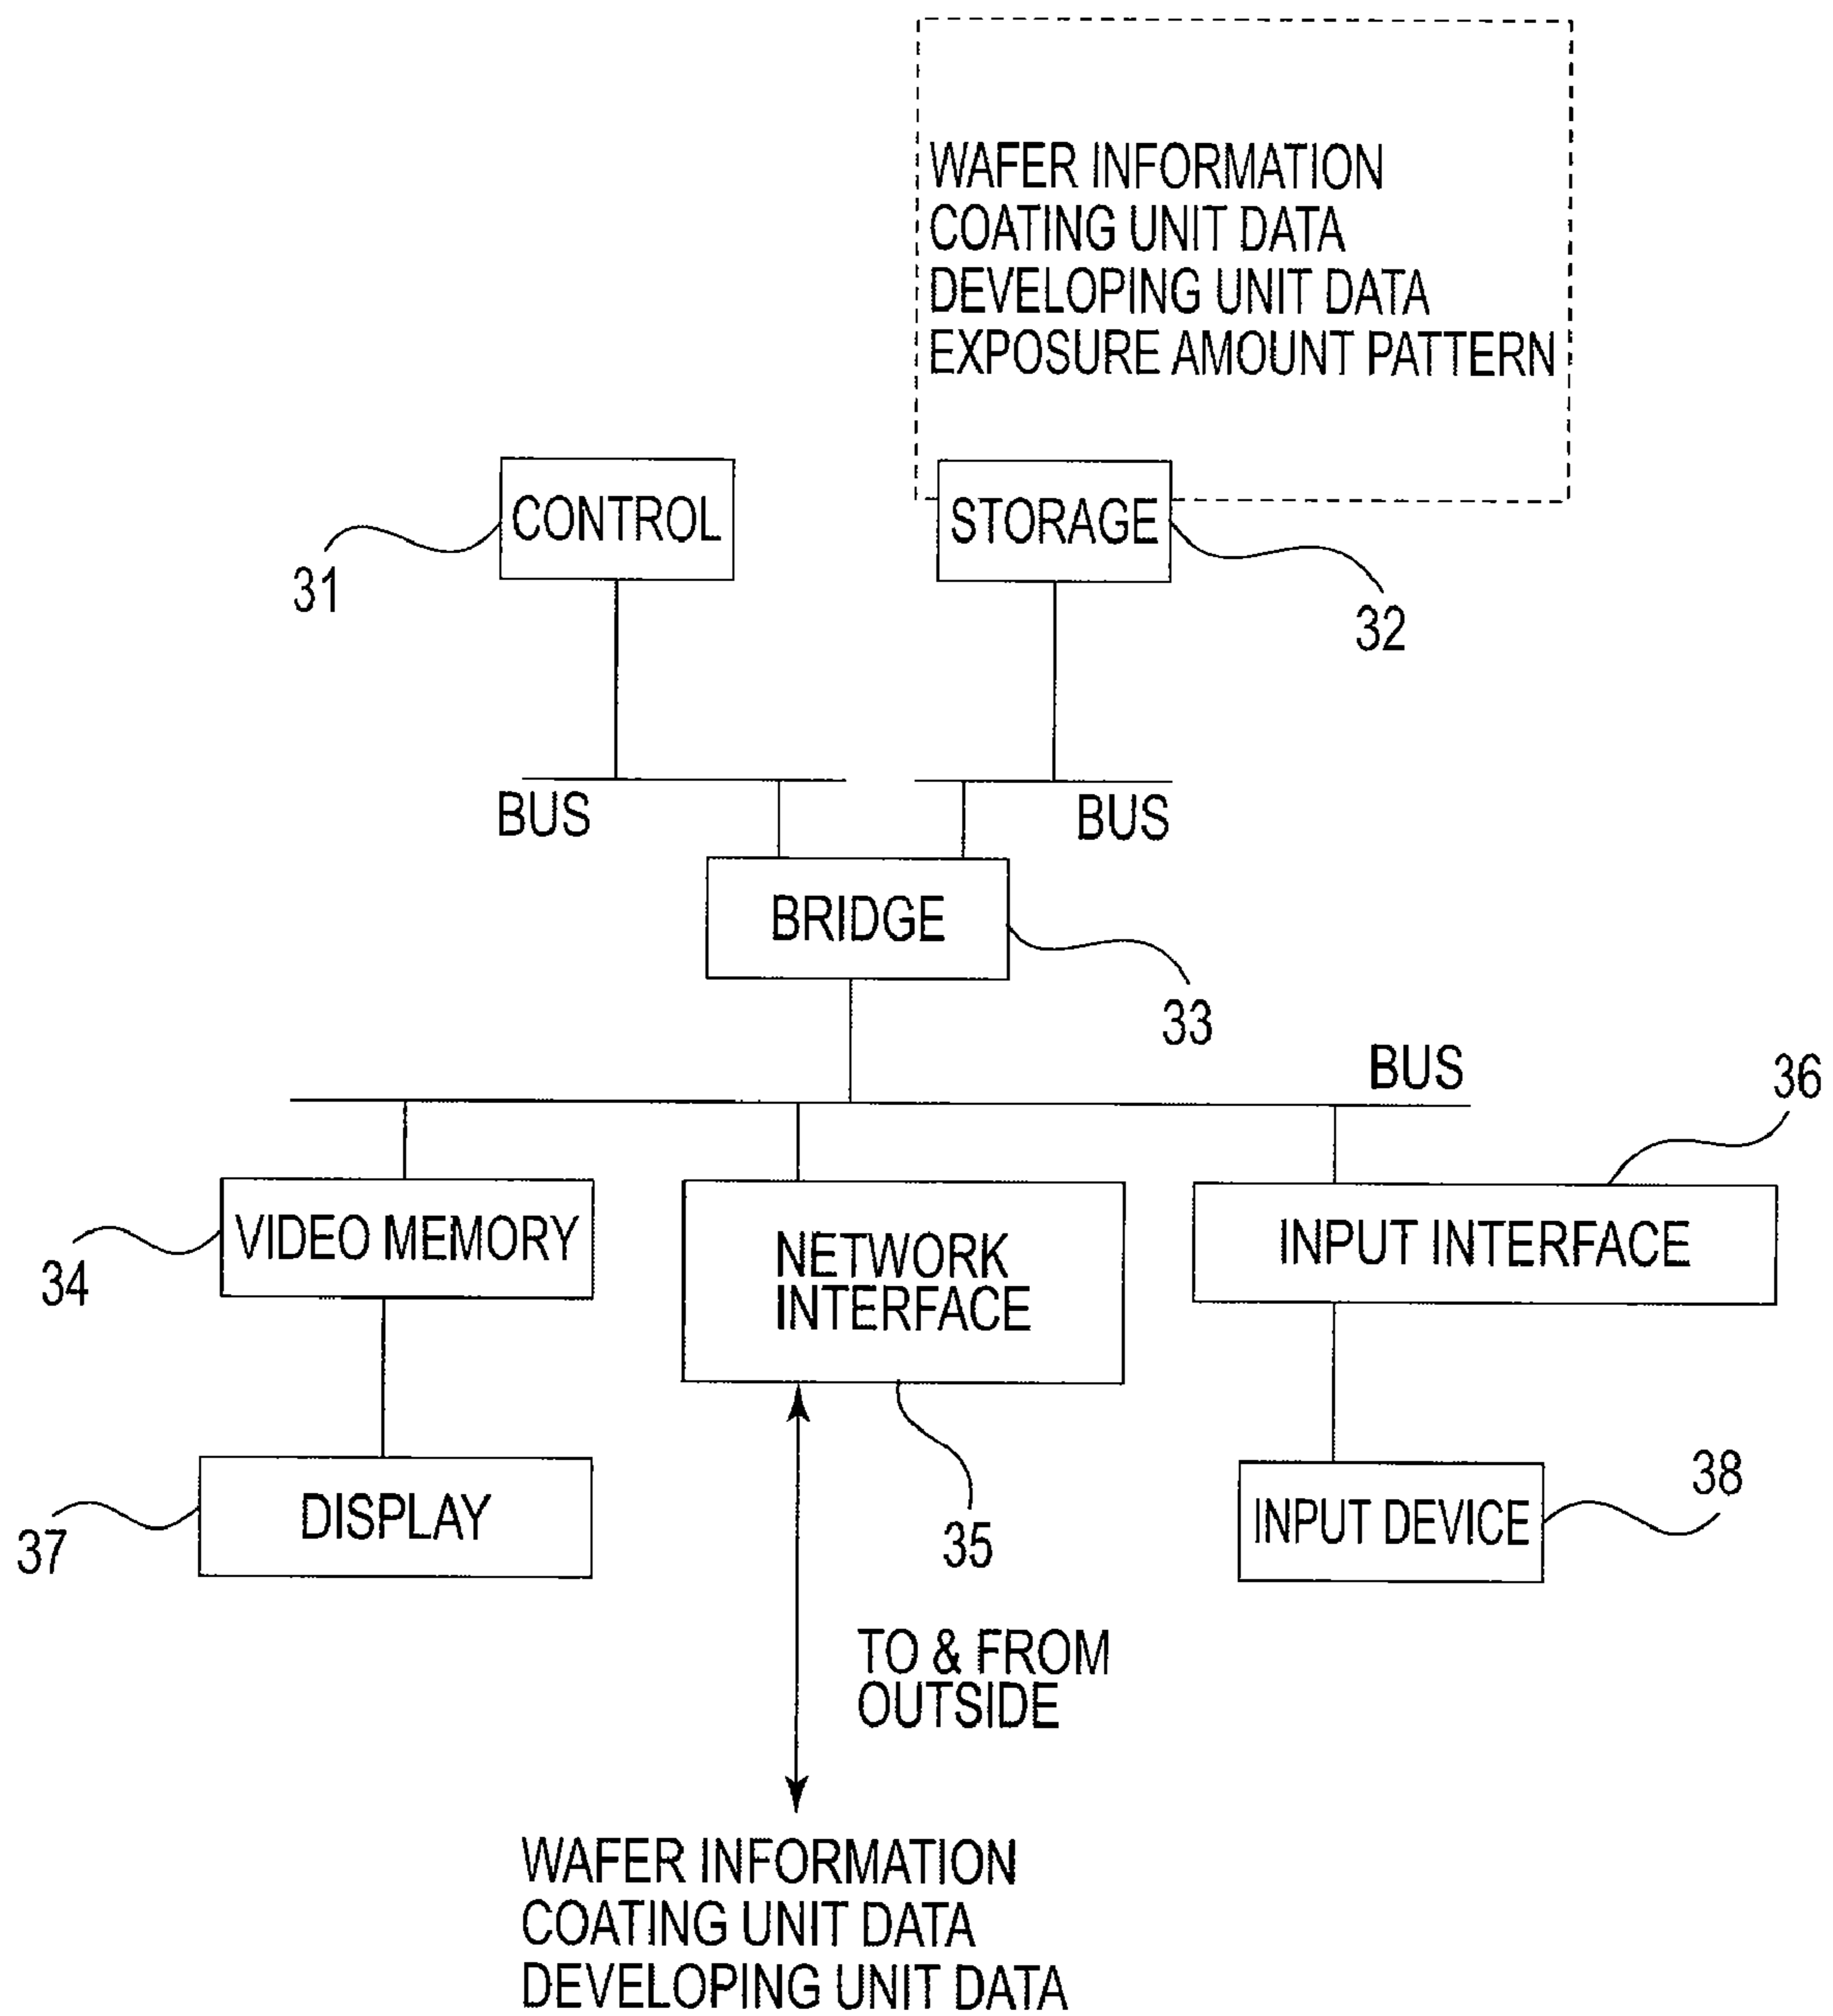 WAFER INFORMATION
COATING UNIT DATA
DEVELOPING UNIT DATA
EXPOSURE AMOUNT PATTERN
CONTROL
STORAGE
31
32
BUS
BUS
BRIDGE
33
BUS
36
VIDEO MEMORY
NETWORK
INTERFACE
INPUT INTERFACE
34
DISPLAY
INPUT DEVICE
38
37
35
TO & FROM
OUTSIDE
WAFER INFORMATION
COATING UNIT DATA
DEVELOPING UNIT DATA